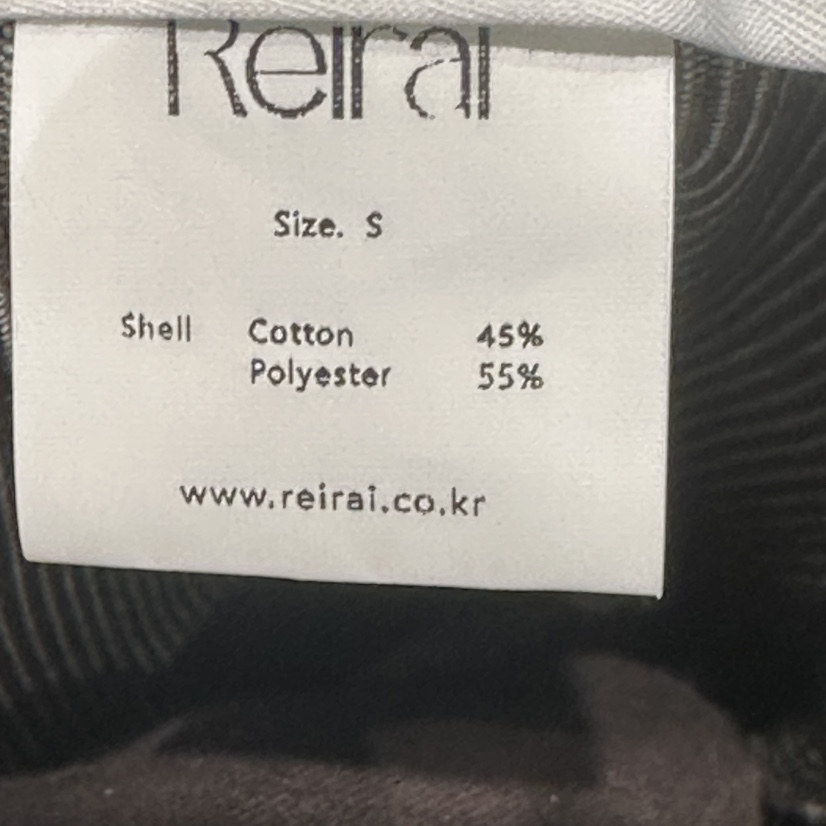 Reirai
Size. S
Shell Cotton 45%
Polyester 55%
www.reirai.co.kr